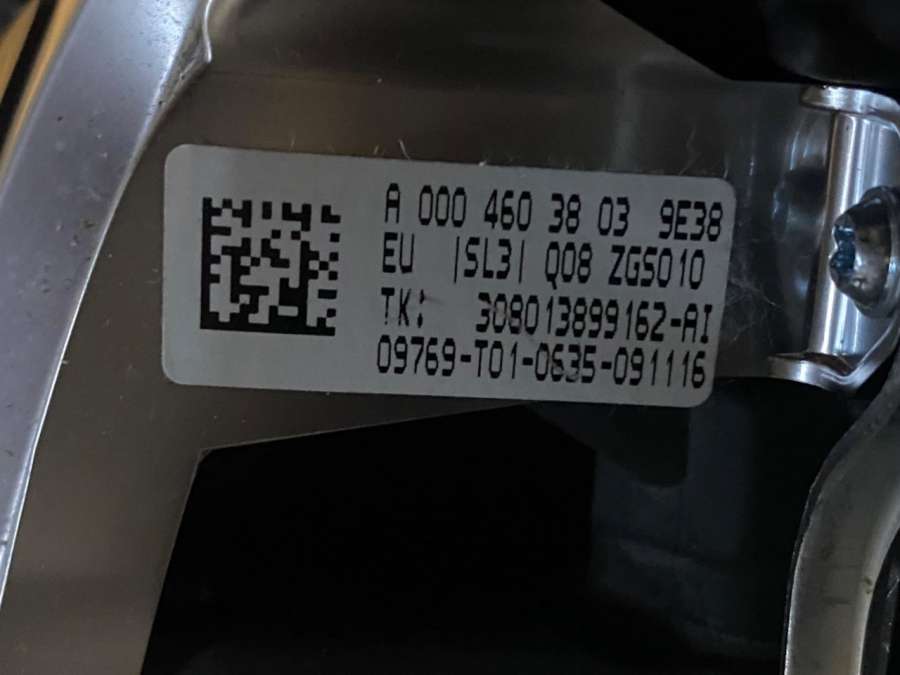 A 000 460 38 03 9E38
EU |SL3| Q08 ZGS010
TK: 308013899162-AI
09769-T01-0635-091116